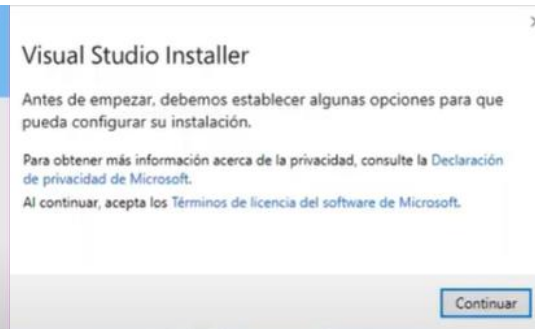 Visual Studio Installer
Antes de empezar, debemos establecer algunas opciones para que
pueda configurar su instalación.
Para obtener más información acerca de la privacidad, consulte la Declaración
de privacidad de Microsoft.
Al continuar, acepta los Términos de licencia del software de Microsoft.
Continuar